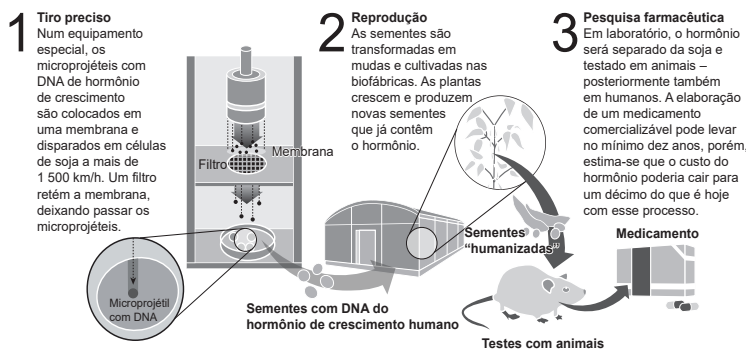 1
Tiro preciso
Num equipamento
especial, os
microprojéteis com
DNA de hormônio
de crescimento
são colocados em
uma membrana e
disparados em células
de soja a mais de
1 500 km/h. Um filtro
retém a membrana,
deixando passar os
microprojéteis.
Filtro
Membrana
Microprojétil
com DNA
Sementes com DNA do
hormônio de crescimento humano
2
Reprodução
As sementes são
transformadas em
mudas e cultivadas nas
biofábricas. As plantas
crescem e produzem
novas sementes
que já contêm
o hormônio.
Sementes
“humanizadas”
3
Pesquisa farmacêutica
Em laboratório, o hormônio
será separado da soja e
testado em animais –
posteriormente também
em humanos. A elaboração
de um medicamento
comercializável pode levar
no mínimo dez anos, porém,
estima-se que o custo do
hormônio poderia cair para
um décimo do que é hoje
com esse processo.
Medicamento
Testes com animais